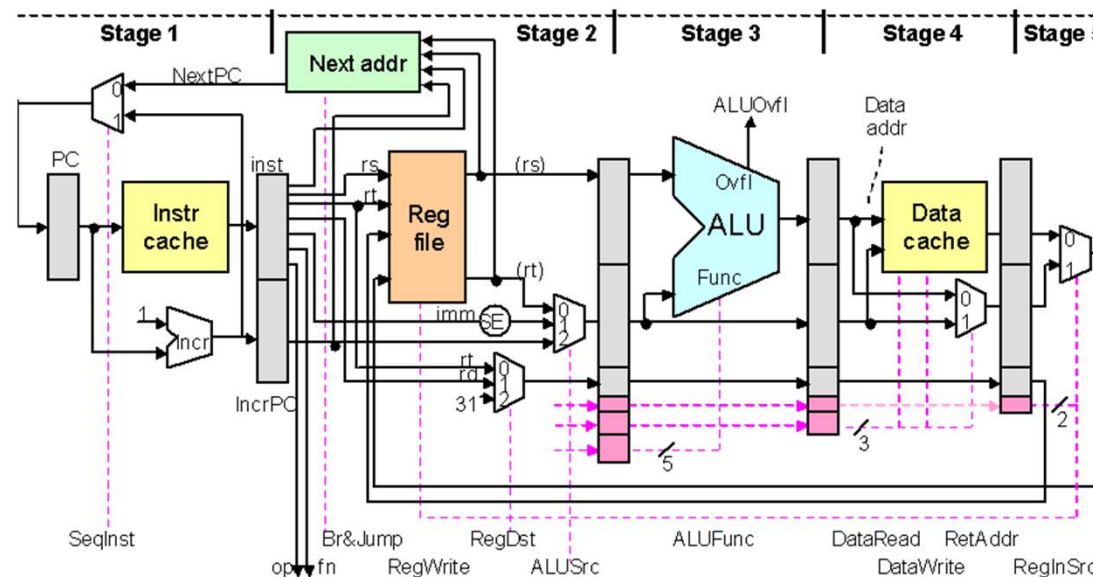 Stage 1
Stage 2
Stage 3
Stage 4
Stage
Next addr
NextPC
0
1
ALUOvfl
Data
addr
PC
inst
rs
(rs)
rt
Ovfl
Instr
cache
Reg
file
ALU
Data
cache
0
1
(rt)
Func
0
1
imm
SE
0
1
2
1
Incr
rt
rd
31
0
1
2
IncrPC
5
3
2
SeqInst
Br&Jump
RegDst
ALUFunc
DataRead
RetAddr
op
fn
RegWrite
ALUSrc
DataWrite
RegInSrc